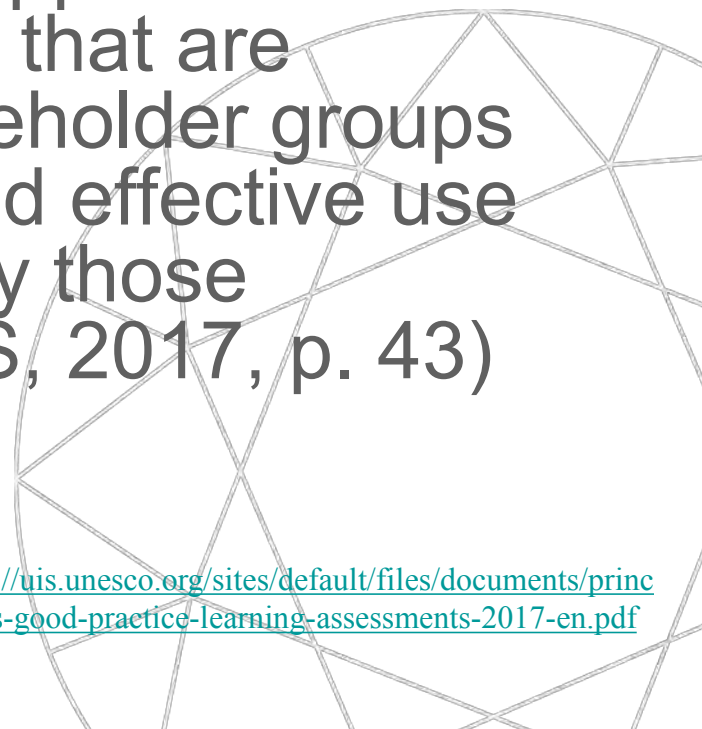 that are
eholder groups
d effective use
y those
S, 2017, p. 43)
://uis.unesco.org/sites/default/files/documents/princ
s-good-practice-learning-assessments-2017-en.pdf